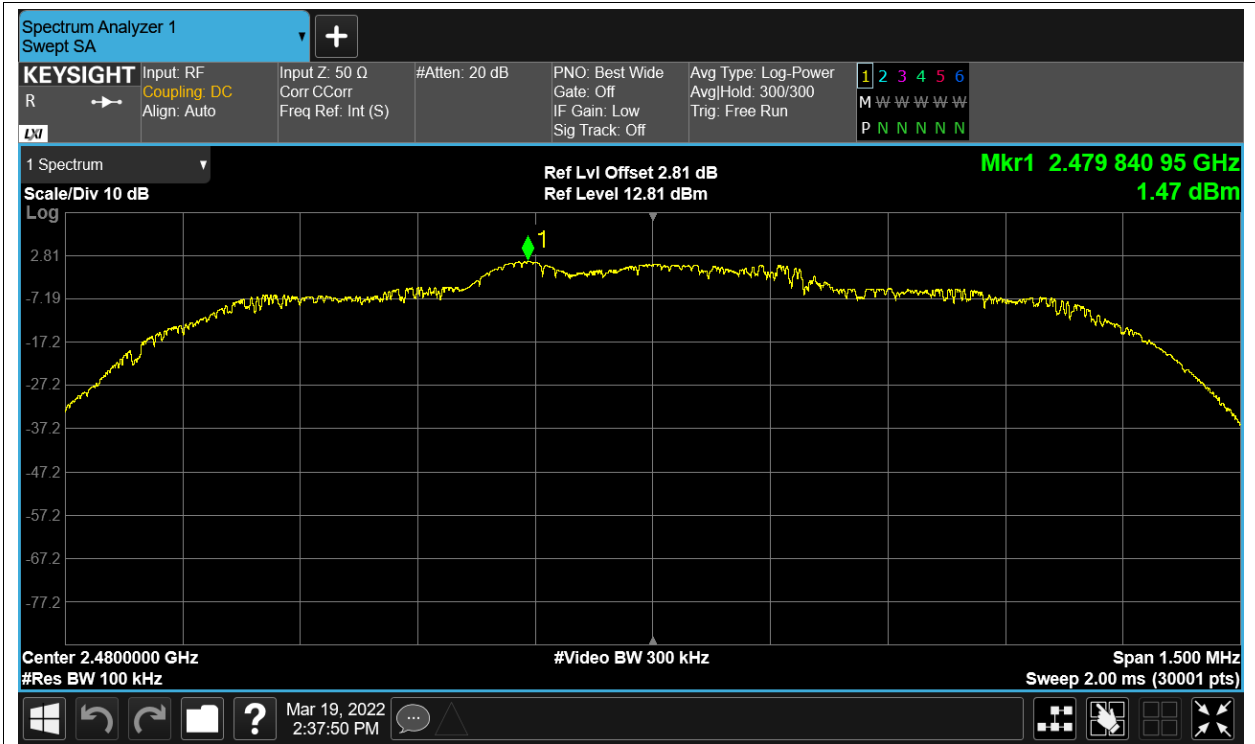 Spectrum Analyzer 1
Swept SA
KEYSIGHT
R
LXI
Input: RF
Coupling: DC
Align: Auto
Input Z: 50 Ω
Corr CCorr
Freq Ref: Int (S)
#Atten: 20 dB
PNO: Best Wide
Gate: Off
IF Gain: Low
Sig Track: Off
Avg Type: Log-Power
Avg|Hold: 300/300
Trig: Free Run
1 2 3 4 5 6
M W W W W W
P N N N N N
1 Spectrum
Scale/Div 10 dB
Log
Ref Lvl Offset 2.81 dB
Ref Level 12.81 dBm
Mkr1 2.479 840 95 GHz
1.47 dBm
1
2.81
-7.19
-17.2
-27.2
-37.2
-47.2
-57.2
-67.2
-77.2
Center 2.4800000 GHz
#Res BW 100 kHz
#Video BW 300 kHz
Span 1.500 MHz
Sweep 2.00 ms (30001 pts)
?
Mar 19, 2022
2:37:50 PM